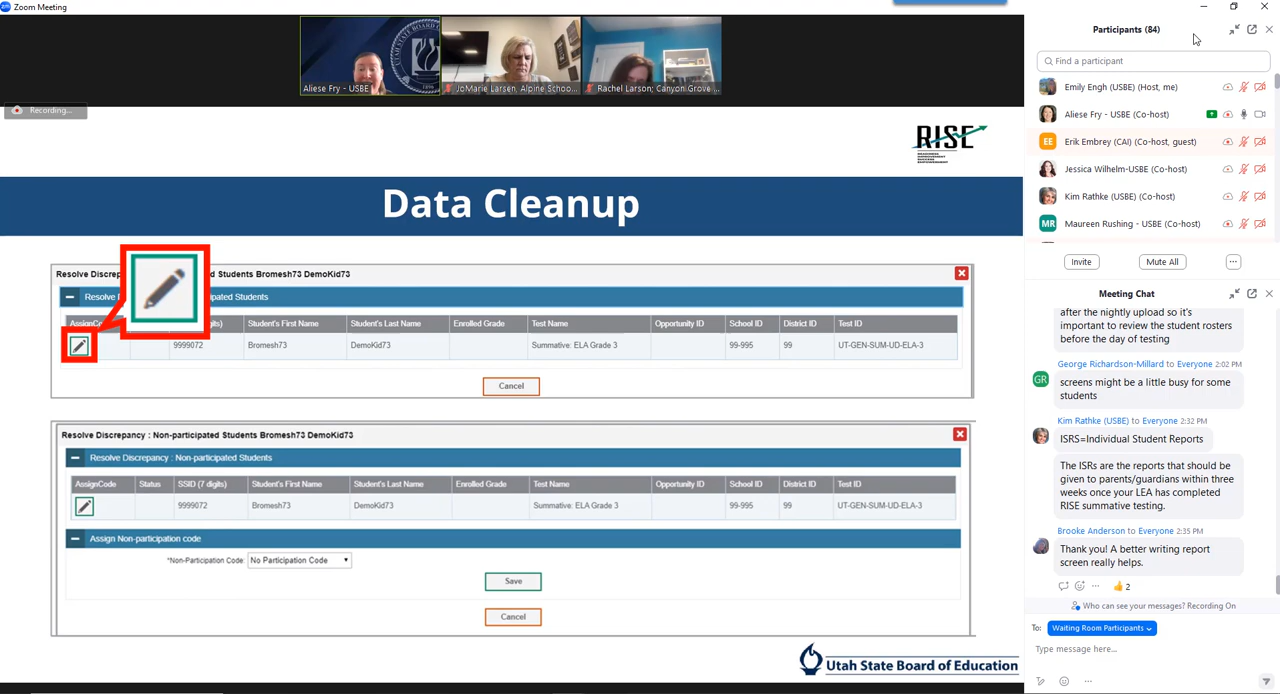 Zoom Meeting
Aliese Fry - USBE
JoMarie Larsen, Alpine Schoo...
Rachel Larson; Canyon Grove ...
Recording...
RISE
READINESS
IMPROVEMENT
SUCCESS
EMPOWERMENT
Data Cleanup
Resolve Discrep
ed Students Bromesh73 DemoKid73
Resolve
icipated Students
AssignCode
igits) Student's First Name Student's Last Name Enrolled Grade Test Name Opportunity ID School ID District ID Test ID
9999072 Bromesh73 DemoKid73 Summative: ELA Grade 3 99-995 99 UT-GEN-SUM-UD-ELA-3
Cancel
Resolve Discrepancy : Non-participated Students Bromesh73 DemoKid73
Resolve Discrepancy : Non-participated Students
AssignCode Status SSID (7 digits) Student's First Name Student's Last Name Enrolled Grade Test Name Opportunity ID School ID District ID Test ID
9999072 Bromesh73 DemoKid73 Summative: ELA Grade 3 99-995 99 UT-GEN-SUM-UD-ELA-3
Assign Non-participation code
*Non-Participation Code: No Participation Code
Save
Cancel
Utah State Board of Education
Participants (84)
Find a participant
Emily Engh (USBE) (Host, me)
Aliese Fry - USBE (Co-host)
EE Erik Embrey (CAI) (Co-host, guest)
Jessica Wilhelm-USBE (Co-host)
Kim Rathke (USBE) (Co-host)
MR Maureen Rushing - USBE (Co-host)
Invite Mute All ...
Meeting Chat
after the nightly upload so it's
important to review the student rosters
before the day of testing
George Richardson-Millard to Everyone 2:02 PM
GR screens might be a little busy for some
students
Kim Rathke (USBE) to Everyone 2:32 PM
ISRS=Individual Student Reports
The ISRs are the reports that should be
given to parents/guardians within three
weeks once your LEA has completed
RISE summative testing.
Brooke Anderson to Everyone 2:35 PM
Thank you! A better writing report
screen really helps.
2
Who can see your messages? Recording On
To: Waiting Room Participants
Type message here...